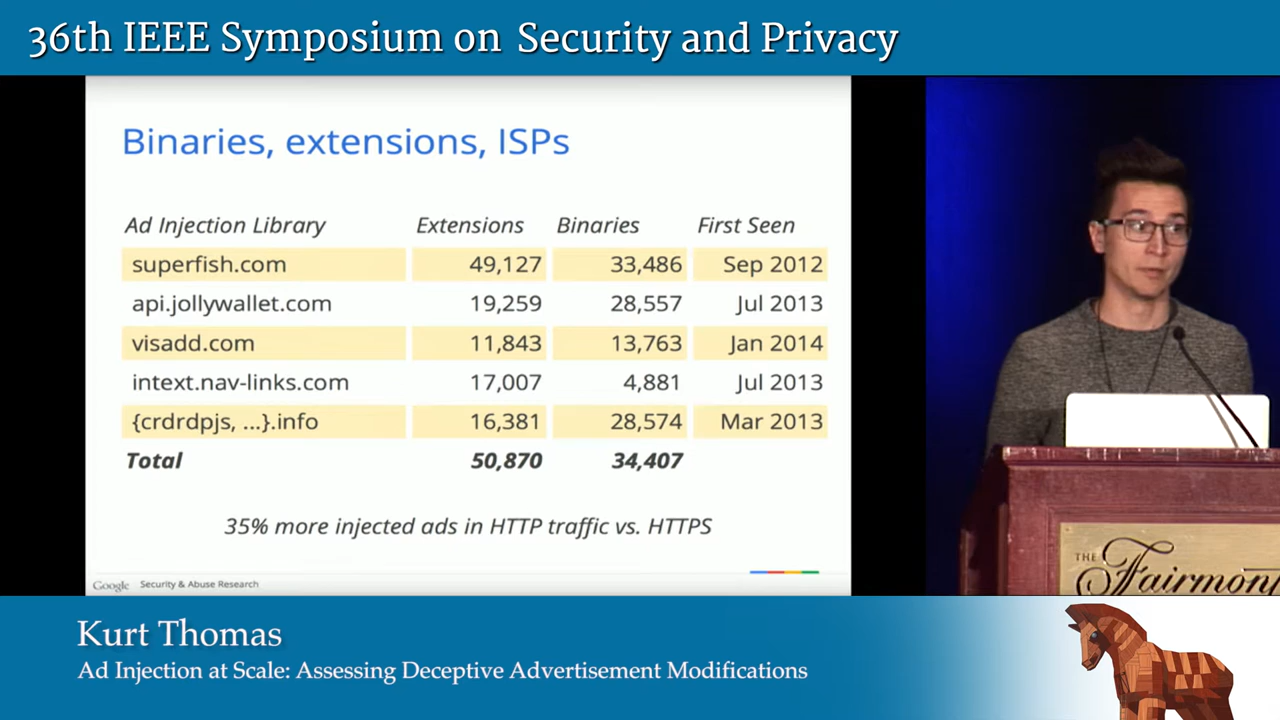 36th IEEE Symposium on Security and Privacy
Binaries, extensions, ISPs
Ad Injection Library Extensions Binaries First Seen
superfish.com 49,127 33,486 Sep 2012
api.jollywallet.com 19,259 28,557 Jul 2013
visadd.com 11,843 13,763 Jan 2014
intext.nav-links.com 17,007 4,881 Jul 2013
{crdrdpjs, ...}.info 16,381 28,574 Mar 2013
Total 50,870 34,407
35% more injected ads in HTTP traffic vs. HTTPS
Google Security & Abuse Research
THE
Fairmont
Kurt Thomas
Ad Injection at Scale: Assessing Deceptive Advertisement Modifications